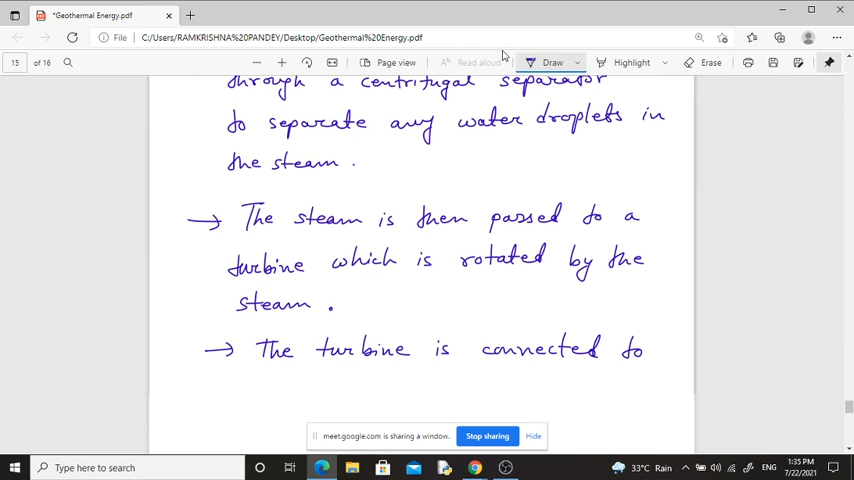 *Geothermal Energy.pdf
File
C:/Users/RAMKRISHNA%20PANDEY/Desktop/Geothermal%20Energy.pdf
15 of 16
Page view
Read aloud
Draw
Highlight
Erase
through a centrifugal separator
to separate any water droplets in
the steam.
→ The steam is then passed to a
turbine which is rotated by the
steam.
→ The turbine is connected to
meet.google.com is sharing a window.
Stop sharing
Hide
Type here to search
33°C Rain
ENG
1:35 PM
7/22/2021